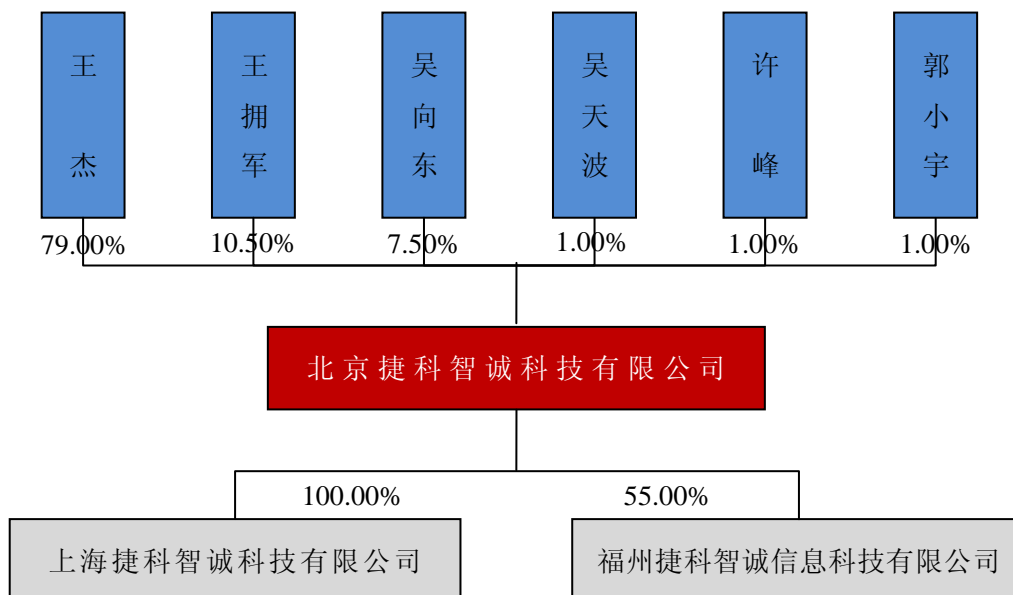 王杰
王拥军
吴向东
吴天波
许峰
郭小宇
79.00%
10.50%
7.50%
1.00%
1.00%
1.00%
北京捷科智诚科技有限公司
100.00%
55.00%
上海捷科智诚科技有限公司
福州捷科智诚信息科技有限公司